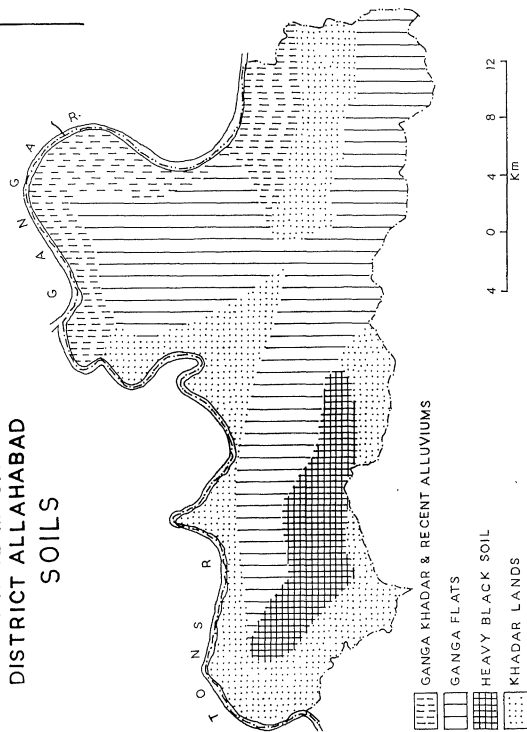 DISTRICT ALLAHABAD
SOILS
GANGA R.
TONS R
GANGA KHADAR & RECENT ALLUVIUMS
GANGA FLATS
HEAVY BLACK SOIL
KHADAR LANDS
4 0 4 8 12
Km